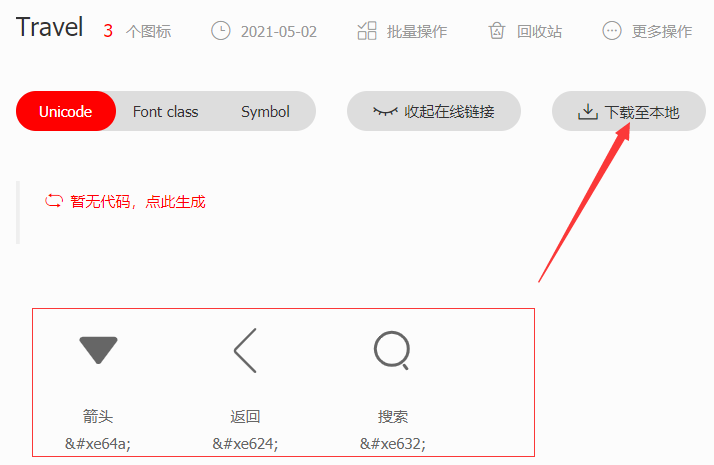 Travel 3 个图标 2021-05-02 批量操作 回收站 更多操作
Unicode Font class Symbol 收起在线链接 下载至本地
暂无代码，点此生成
箭头 返回 搜索
&#xe64a; &#xe624; &#xe632;